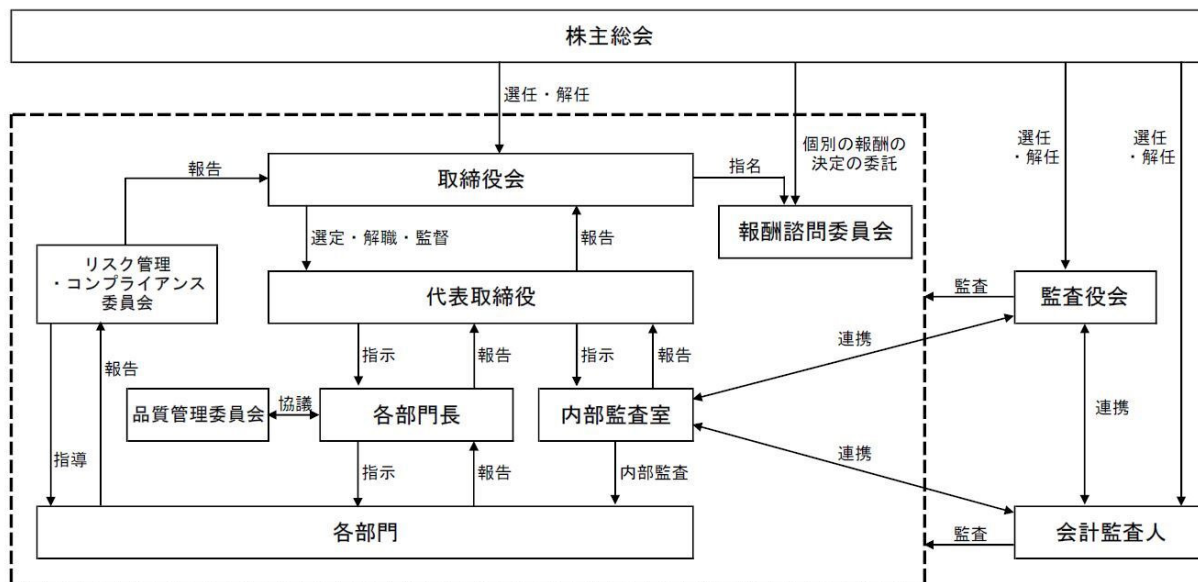 株主総会
選任・解任
個別の報酬の
決定の委託
選任
・解任
選任
・解任
報告
取締役会
指名
報酬諮問委員会
選定・解職・監督
報告
リスク管理
・コンプライアンス
委員会
代表取締役
監査
監査役会
指示
報告
指示
報告
連携
報告
品質管理委員会
協議
各部門長
内部監査室
連携
指導
指示
報告
内部監査
連携
各部門
監査
会計監査人